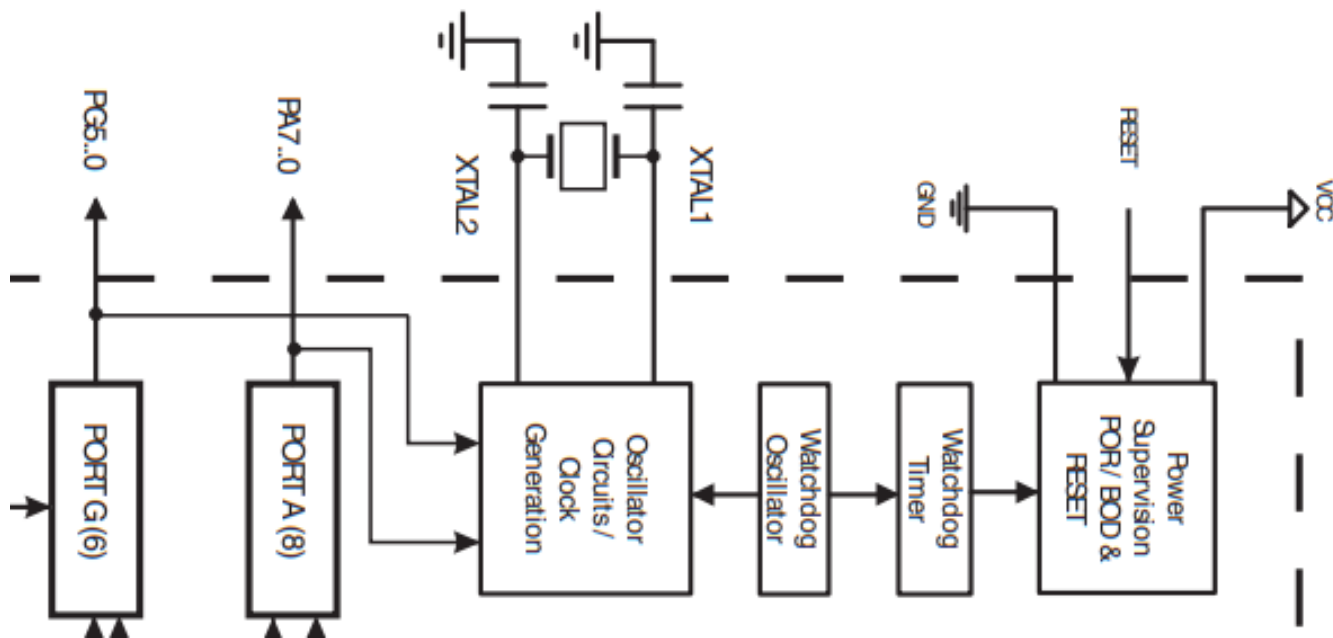 VCC
RESET
GND
XTAL1
XTAL2
PA7..0
PG5..0
Power
Supervision
POR/ BOD &
RESET
Watchdog
Timer
Watchdog
Oscillator
Oscillator
Circuits /
Clock
Generation
PORT A (8)
PORT G (6)